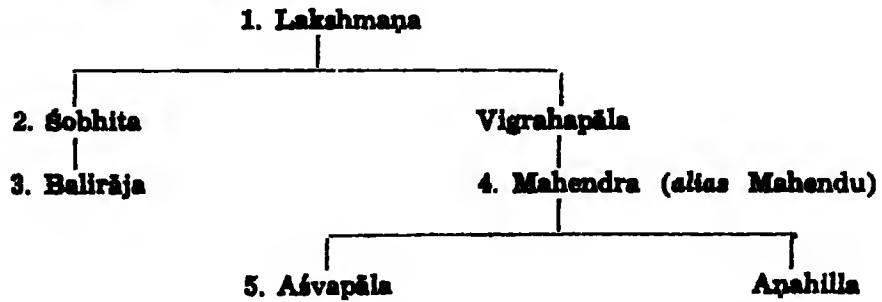 1. Lakshmaṇa
2. Śobhita Vigrahapāla
3. Balirāja 4. Mahendra (alias Mahendu)
5. Aśvapāla Aṇahilla